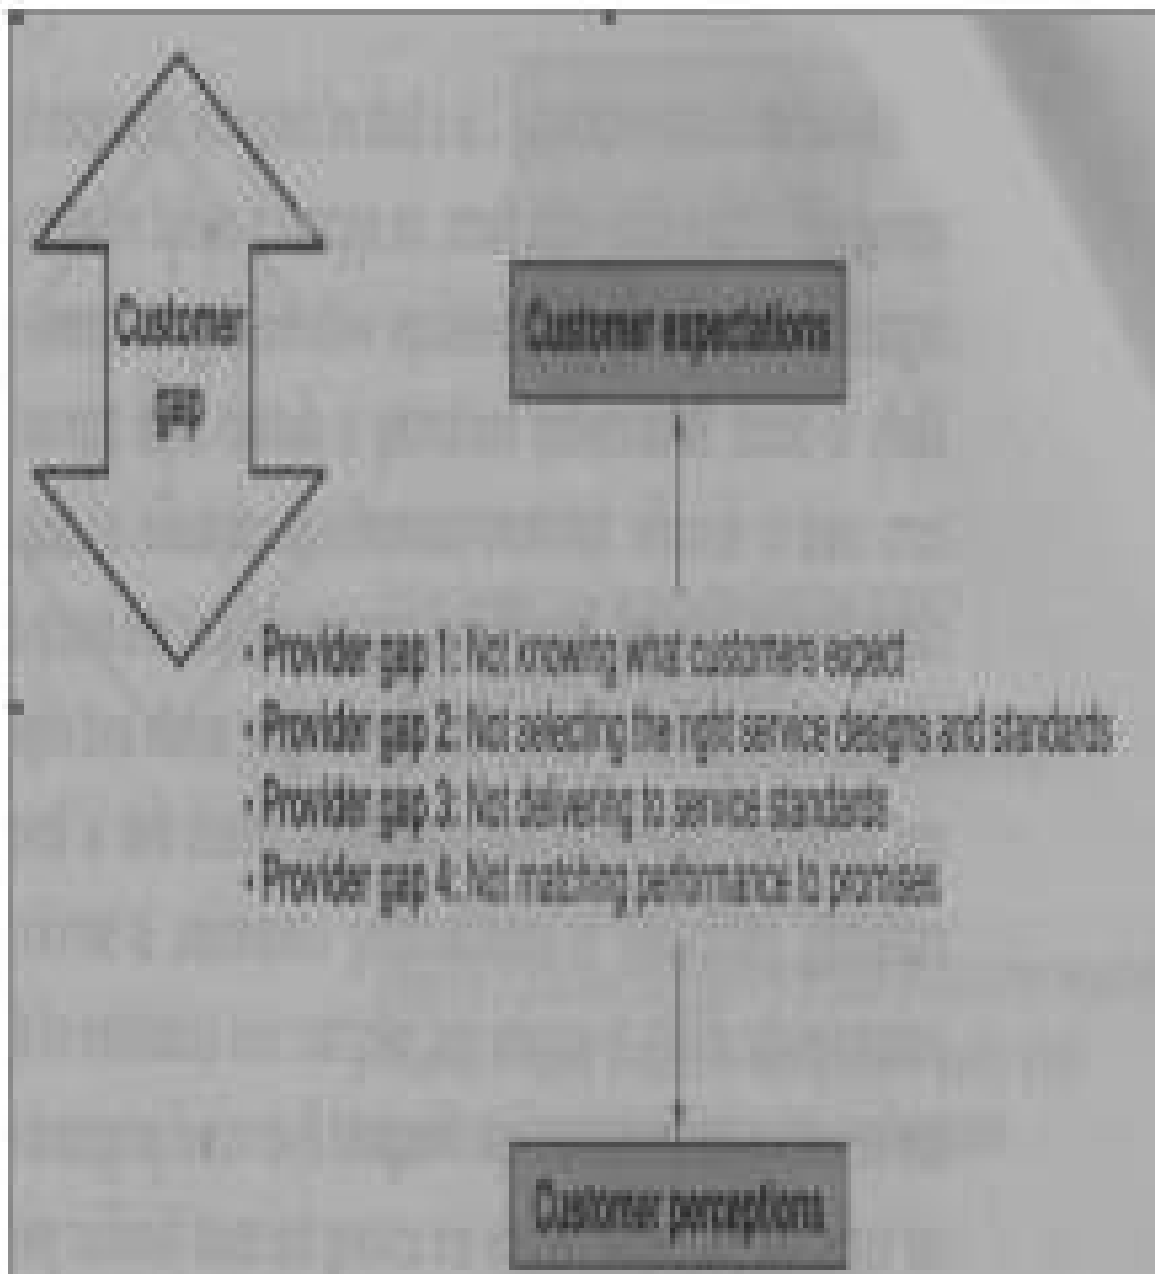 Customer
gap
Customer expectations
• Provider gap 1: Not knowing what customers expect
• Provider gap 2: Not selecting the right service designs and standards
• Provider gap 3: Not delivering to service standards
• Provider gap 4: Not matching performance to promises
Customer perceptions